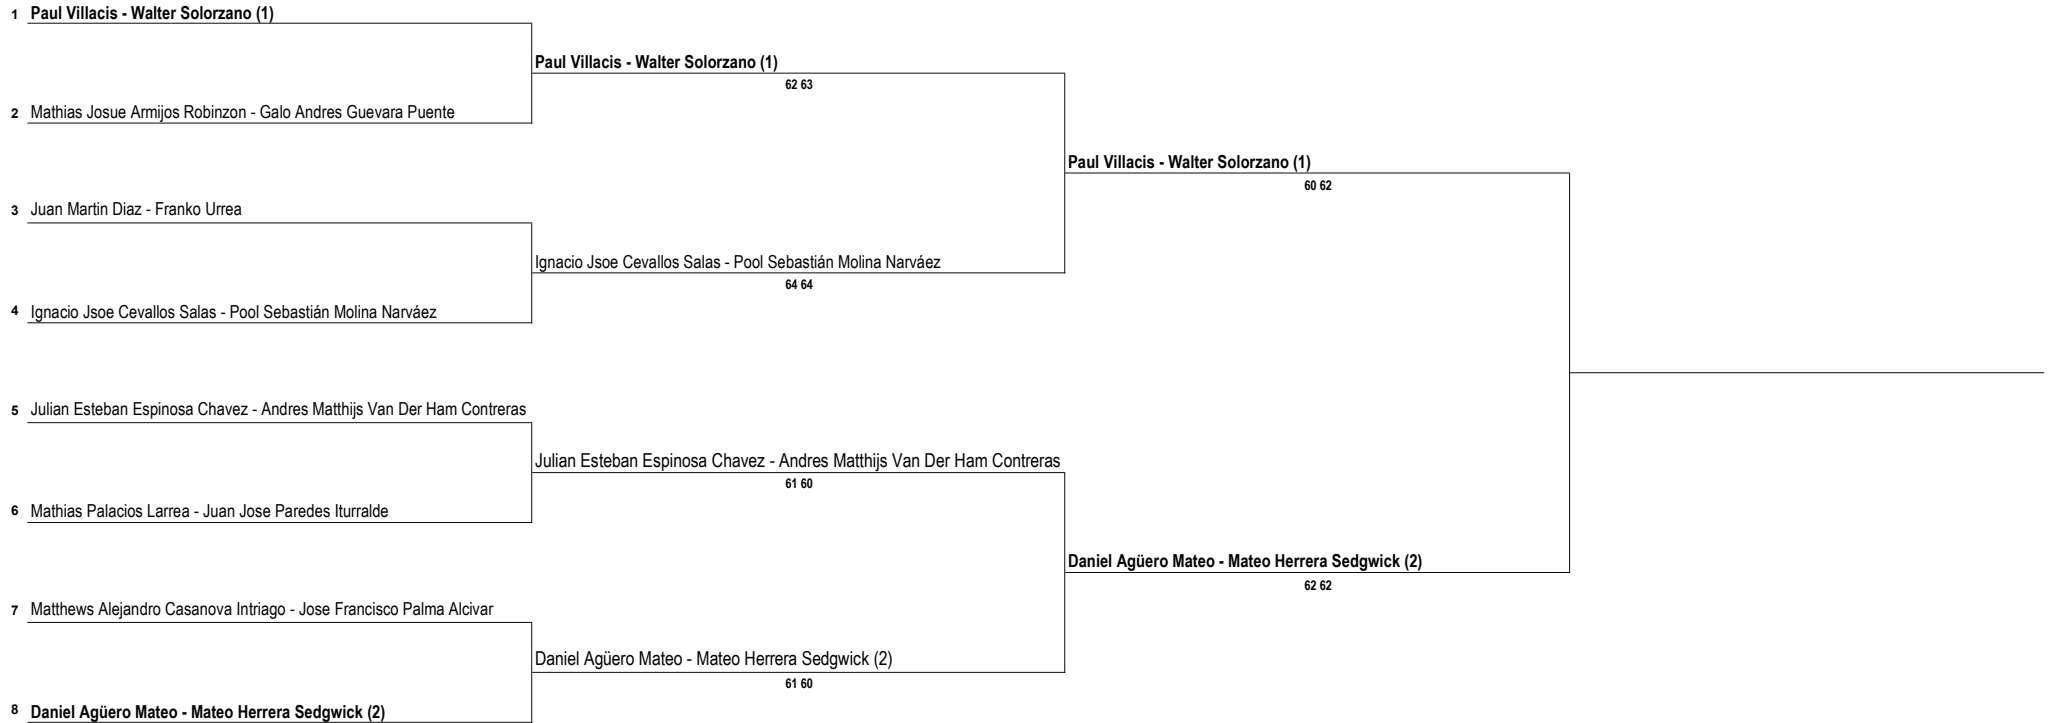 1 Paul Villacis - Walter Solorzano (1)
Paul Villacis - Walter Solorzano (1)
62 63
2 Mathias Josue Armijos Robinzon - Galo Andres Guevara Puente
Paul Villacis - Walter Solorzano (1)
60 62
3 Juan Martin Diaz - Franko Urrea
Ignacio Jsoe Cevallos Salas - Pool Sebastián Molina Narváez
64 64
4 Ignacio Jsoe Cevallos Salas - Pool Sebastián Molina Narváez
5 Julian Esteban Espinosa Chavez - Andres Matthijs Van Der Ham Contreras
Julian Esteban Espinosa Chavez - Andres Matthijs Van Der Ham Contreras
61 60
6 Mathias Palacios Larrea - Juan Jose Paredes Iturralde
Daniel Agüero Mateo - Mateo Herrera Sedgwick (2)
62 62
7 Matthews Alejandro Casanova Intriago - Jose Francisco Palma Alcivar
Daniel Agüero Mateo - Mateo Herrera Sedgwick (2)
61 60
8 Daniel Agüero Mateo - Mateo Herrera Sedgwick (2)